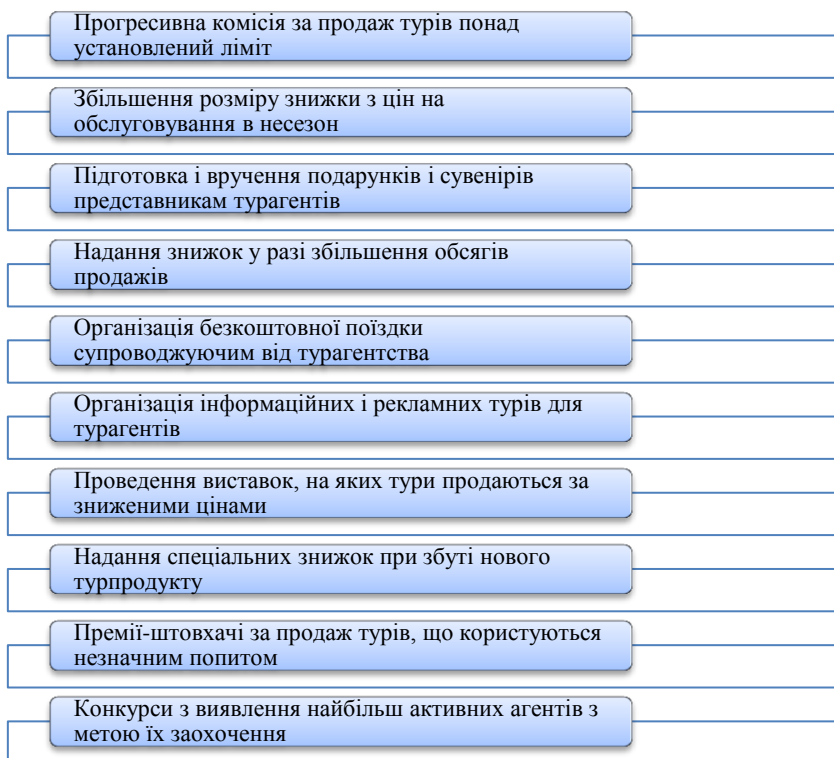 Прогресивна комісія за продаж турів понад
установлений ліміт
Збільшення розміру знижки з цін на
обслуговування в несезон
Підготовка і вручення подарунків і сувенірів
представникам турагентів
Надання знижок у разі збільшення обсягів
продажів
Організація безкоштовної поїздки
супроводжуючим від турагентства
Організація інформаційних і рекламних турів для
турагентів
Проведення виставок, на яких тури продаються за
зниженими цінами
Надання спеціальних знижок при збуті нового
турпродукту
Премії-штовхачі за продаж турів, що користуються
незначним попитом
Конкурси з виявлення найбільш активних агентів з
метою їх заохочення